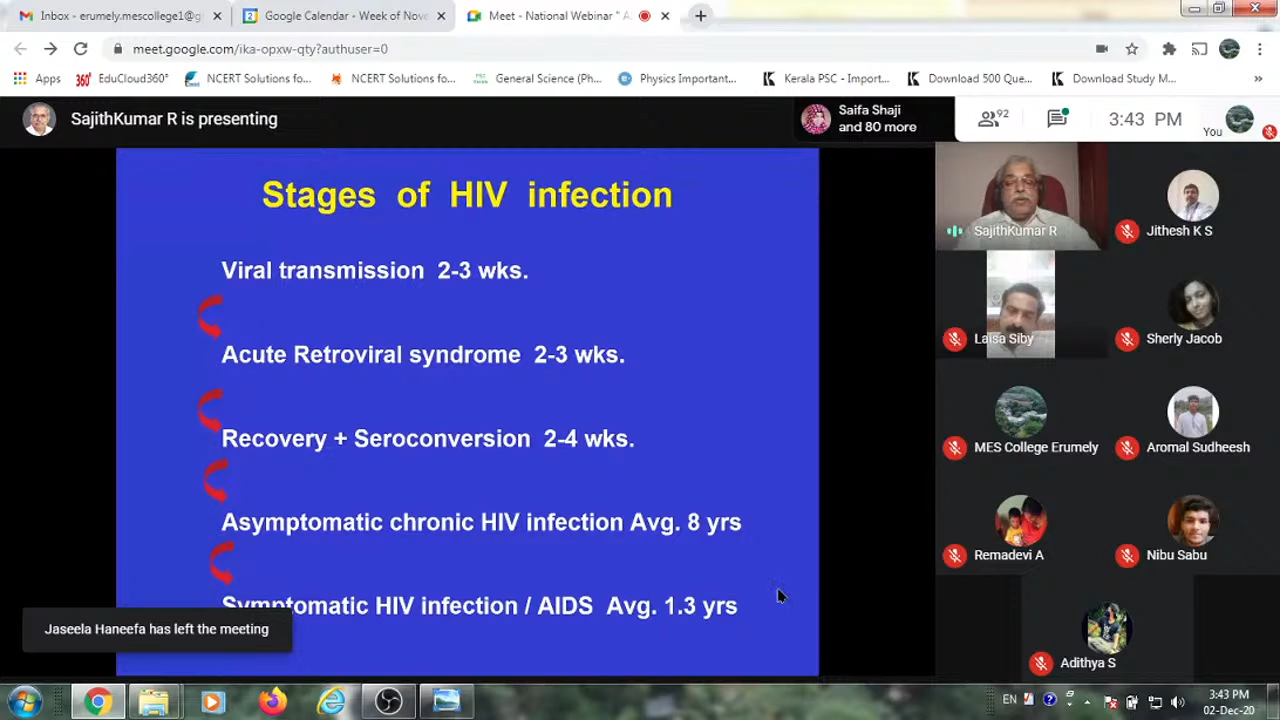 Inbox - erumely.mescollege1@g
Google Calendar - Week of Nove
Meet - National Webinar " A
meet.google.com/ika-opxw-qty?authuser=0
Apps
360° EduCloud360°
NCERT Solutions fo...
NCERT Solutions fo...
General Science (Ph...
Physics Important...
Kerala PSC - Import...
Download 500 Que...
Download Study M...
»
SajithKumar R is presenting
Saifa Shaji
and 80 more
92
3:43 PM
You
Stages of HIV infection
Viral transmission 2-3 wks.
Acute Retroviral syndrome 2-3 wks.
Recovery + Seroconversion 2-4 wks.
Asymptomatic chronic HIV infection Avg. 8 yrs
Symptomatic HIV infection / AIDS Avg. 1.3 yrs
Jaseela Haneefa has left the meeting
SajithKumar R
Jithesh K S
Laisa Siby
Sherly Jacob
MES College Erumely
Aromal Sudheesh
Remadevi A
Nibu Sabu
Adithya S
EN
3:43 PM
02-Dec-20